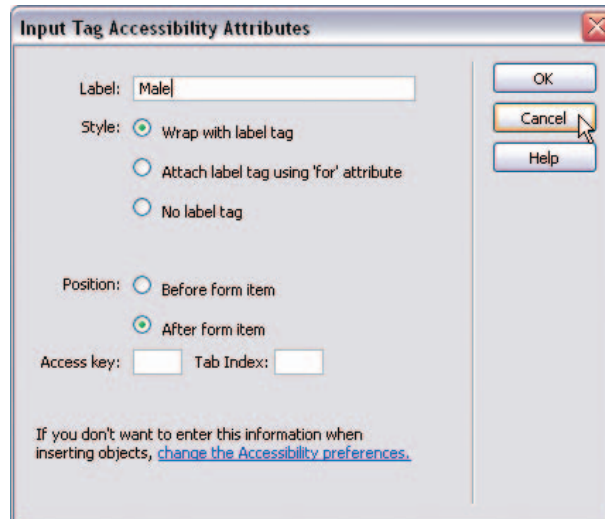 Input Tag Accessibility Attributes
Label: Male
OK
Style: Wrap with label tag
Cancel
Attach label tag using 'for' attribute
Help
No label tag
Position: Before form item
After form item
Access key: Tab Index:
If you don't want to enter this information when
inserting objects, change the Accessibility preferences.